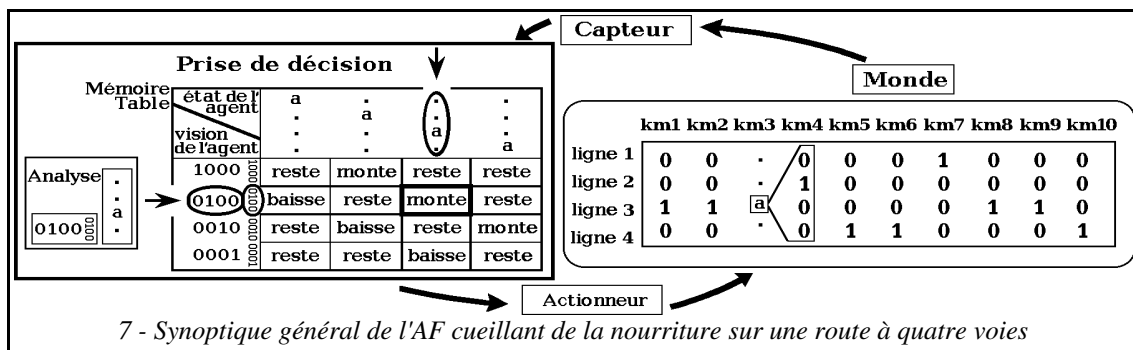 Capteur
Prise de décision
Monde
Mémoire
Table
état de l'
agent
vision
de l'agent
a . . .
. a . .
. . a .
. . . a
1000 1000 reste monte reste reste
0100 0100 baisse reste monte reste
0010 0010 reste baisse reste monte
0001 0001 reste reste baisse reste
Analyse
0100 0100
.
.
a
.
km1 km2 km3 km4 km5 km6 km7 km8 km9 km10
ligne 1 0 0 . 0 0 0 1 0 0 0
ligne 2 0 0 . 1 0 0 0 0 0 0
ligne 3 1 1 a 0 0 0 0 1 1 0
ligne 4 0 0 . 0 1 1 0 0 0 1
Actionneur
7 - Synoptique général de l'AF cueillant de la nourriture sur une route à quatre voies